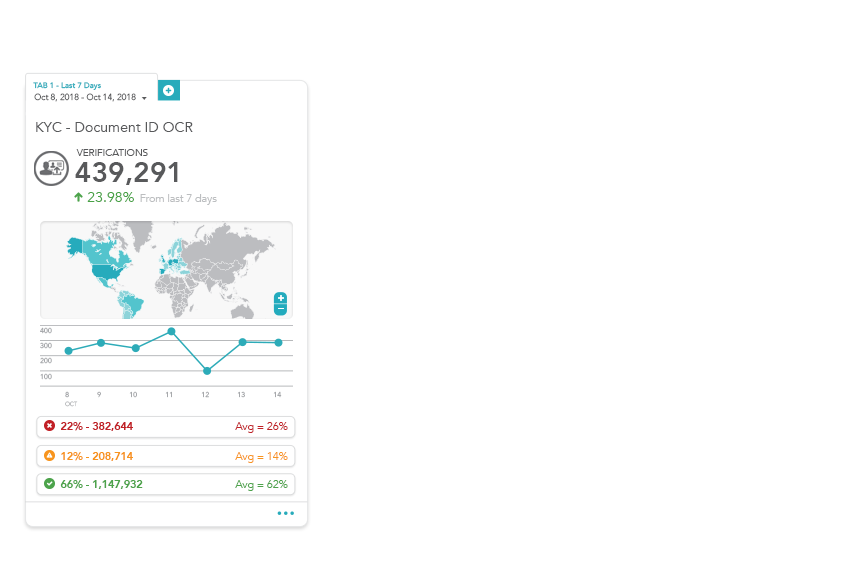 TAB 1 - Last 7 Days
Oct 8, 2018 - Oct 14, 2018
KYC - Document ID OCR
VERIFICATIONS
439,291
23.98% From last 7 days
400
300
200
100
8 9 10 11 12 13 14
OCT
22% - 382,644 Avg = 26%
12% - 208,714 Avg = 14%
66% - 1,147,932 Avg = 62%